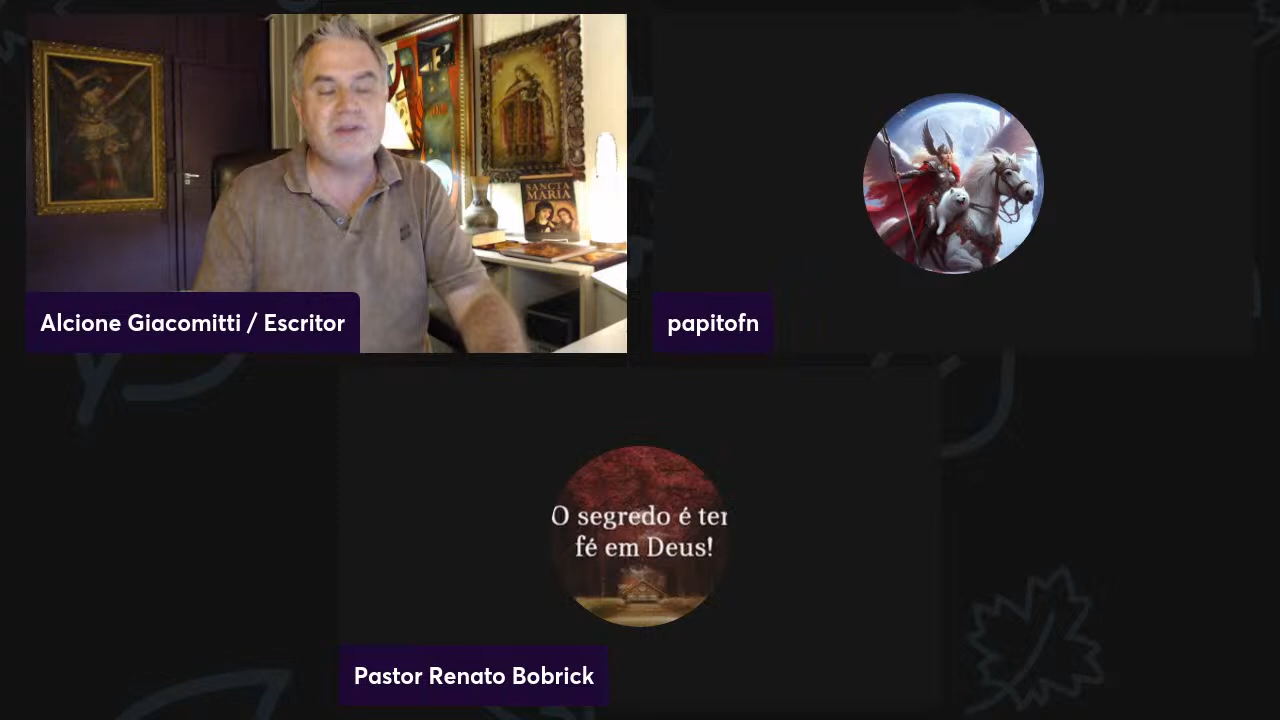 SANCTA
MARIA
Alcione Giacomitti / Escritor
papitofn
O segredo é ter
fé em Deus!
Pastor Renato Bobrick